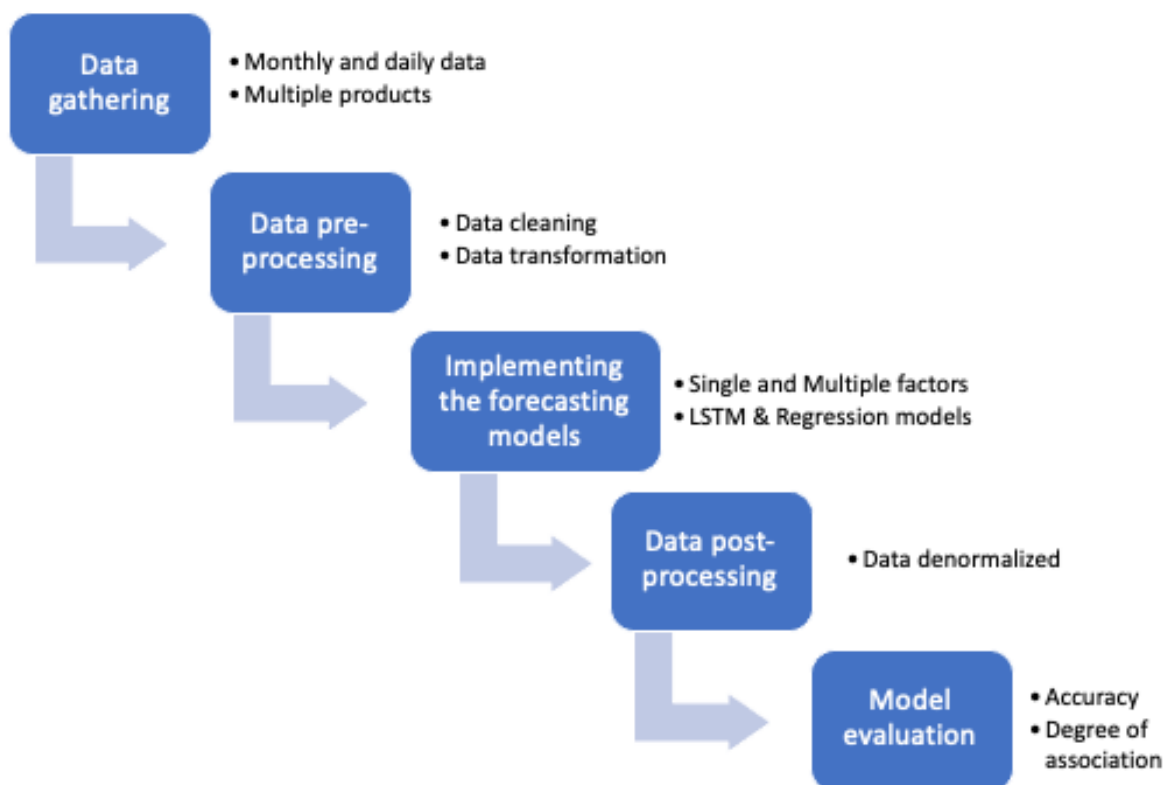 Data
gathering
• Monthly and daily data
• Multiple products
Data pre-
processing
• Data cleaning
• Data transformation
Implementing
the forecasting
models
• Single and Multiple factors
• LSTM & Regression models
Data post-
processing
• Data denormalized
Model
evaluation
• Accuracy
• Degree of
association